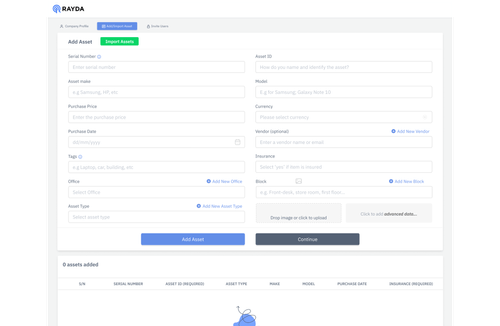 RAYDA
Company Profile
Add/Import Asset
Invite Users
Add Asset
Import Assets
Serial Number
Asset ID
Enter serial number
How do you name and identify the asset?
Asset make
Model
e.g Samsung, HP, etc
E.g for Samsung, Galaxy Note 5.0
Purchase Price
Currency
Enter the purchase price
Please select currency
Purchase Date
Vendor (optional)
Add New Vendor
dd/mm/yyyy
Enter a vendor name or email
Tags
Insurance
e.g Laptop, car, building, etc.
Select 'yes' if item is insured
Office
Add New Office
Block
Add New Block
Select Office
e.g. Front desk, store room, first floor...
Asset Type
Add New Asset Type
Select asset type
Drop image or click to upload
Click to add advanced data...
Add Asset
Continue
0 assets added
S/N
SERIAL NUMBER
ASSET ID (REQUIRED)
ASSET TYPE
MAKE
MODEL
PURCHASE DATE
INSURANCE (REQUIRED)